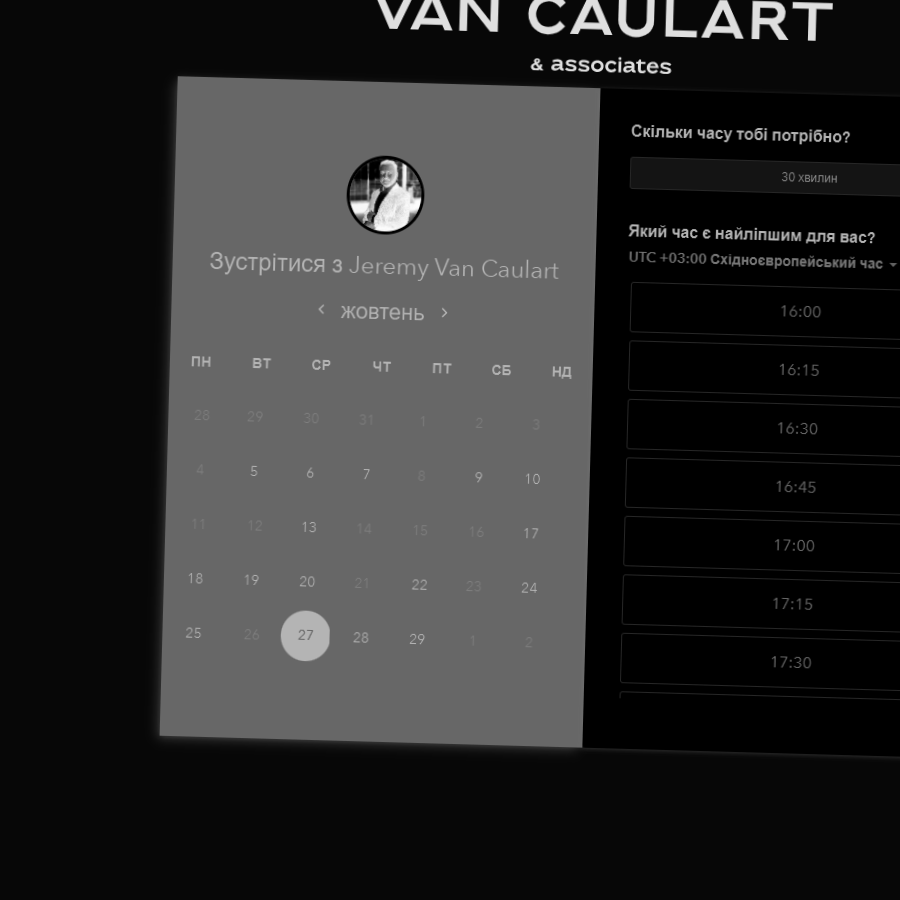 VAN CAULART
& associates
Зустрітися з Jeremy Van Caulart
жовтень
ПН ВТ СР ЧТ ПТ СБ НД
28 29 30 31 1 2 3
4 5 6 7 8 9 10
11 12 13 14 15 16 17
18 19 20 21 22 23 24
25 26 27 28 29 1 2
Скільки часу тобі потрібно?
30 хвилин
Який час є найліпшим для вас?
UTC +03:00 Східноєвропейський час
16:00
16:15
16:30
16:45
17:00
17:15
17:30